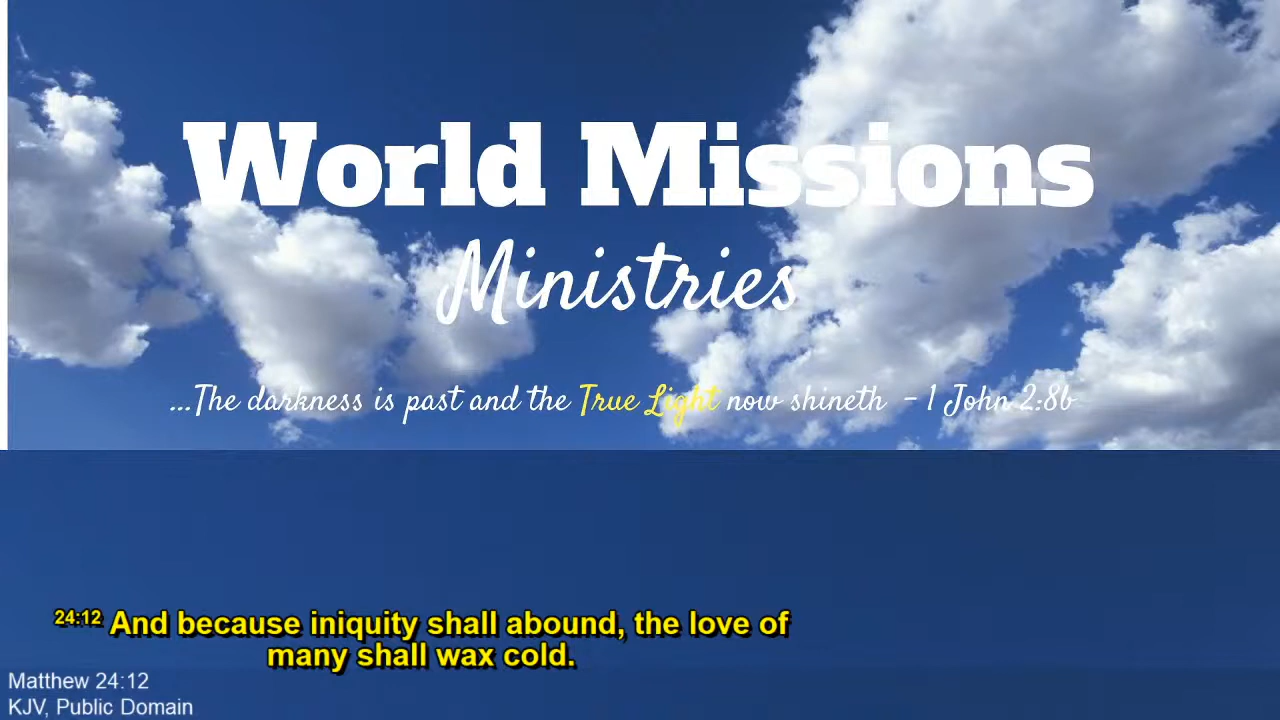 World Missions
Ministries
...The darkness is past and the True Light now shineth - 1 John 2:8b
24:12 And because iniquity shall abound, the love of
many shall wax cold.
Matthew 24:12
KJV, Public Domain